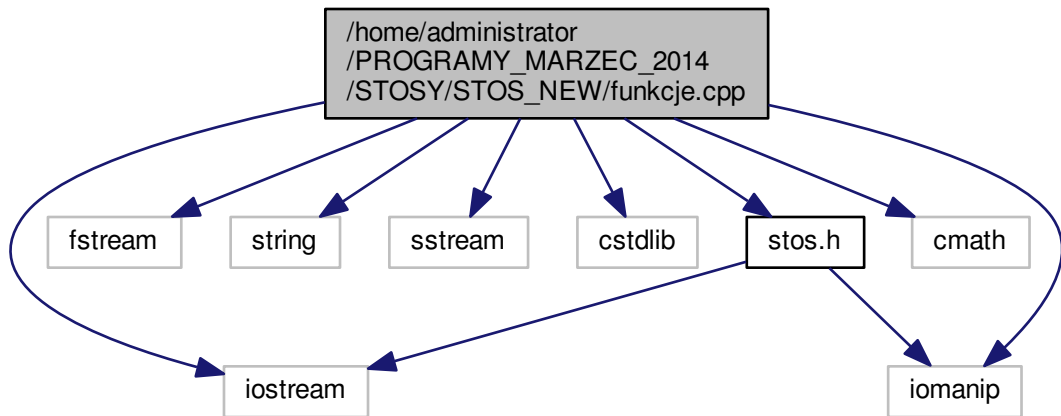 /home/administrator
/PROGRAMY_MARZEC_2014
/STOSY/STOS_NEW/funkcje.cpp
fstream
string
sstream
cstdlib
stos.h
cmath
iostream
iomanip